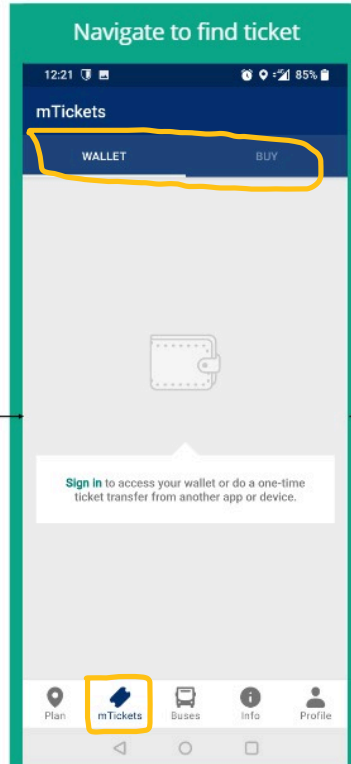 Navigate to find ticket
12:21 85%
mTickets
WALLET BUY
Sign in to access your wallet or do a one-time
ticket transfer from another app or device.
Plan mTickets Buses Info Profile